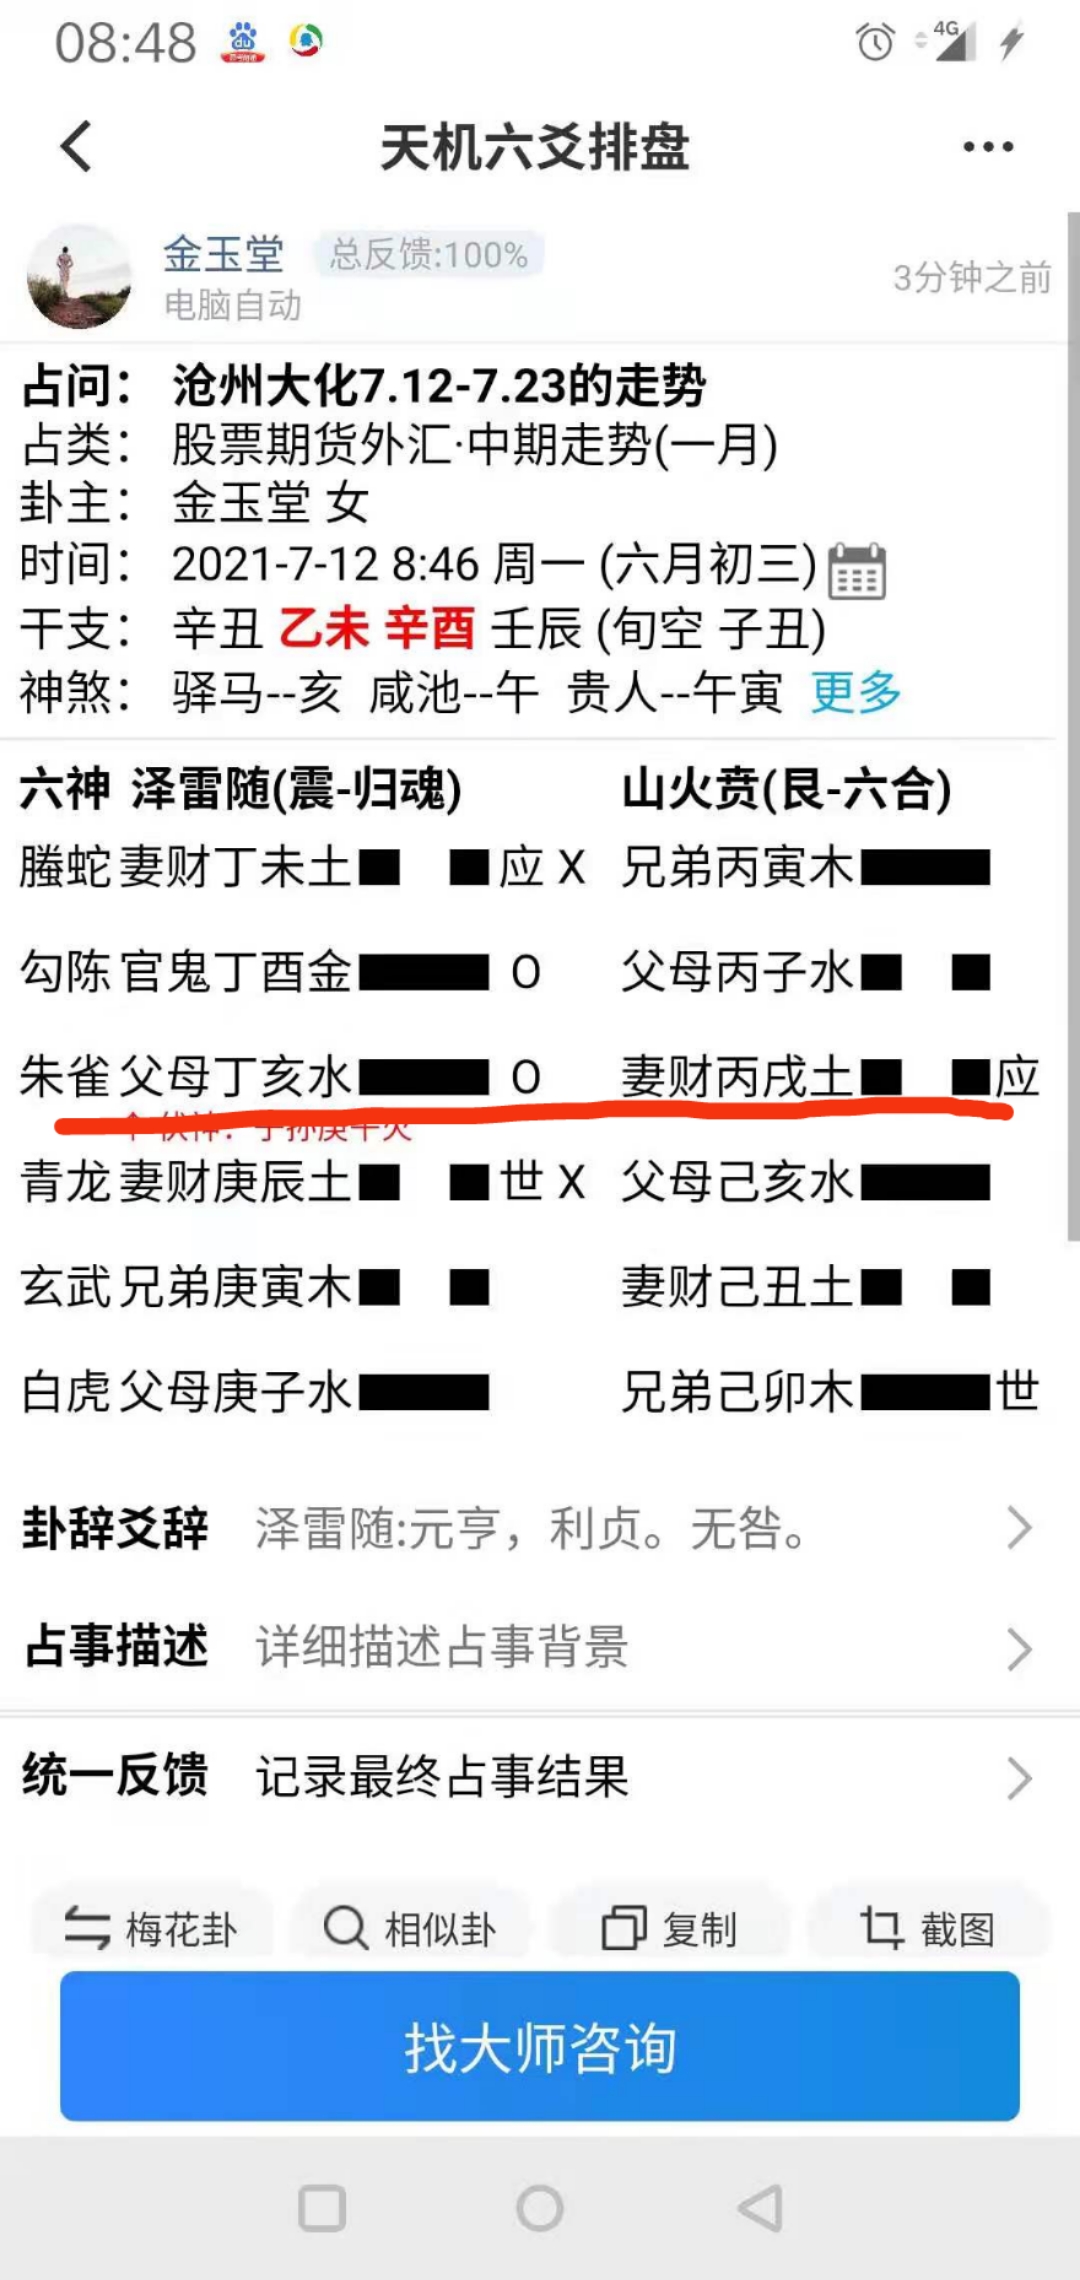 08:48 du 4G
天机六爻排盘
金玉堂 总反馈:100%
电脑自动 3分钟之前
占问： 沧州大化7.12-7.23的走势
占类： 股票期货外汇·中期走势(一月)
卦主： 金玉堂 女
时间： 2021-7-12 8:46 周一 (六月初三)
干支： 辛丑 乙未 辛酉 壬辰 (旬空 子丑)
神煞： 驿马--亥 咸池--午 贵人--午寅 更多
六神 泽雷随(震-归魂) 山火贲(艮-六合)
螣蛇 妻财丁未土 应 X 兄弟丙寅木
勾陈 官鬼丁酉金 O 父母丙子水
朱雀 父母丁亥水 O 妻财丙戌土 应
伏神：子孙庚午火
青龙 妻财庚辰土 世 X 父母己亥水
玄武 兄弟庚寅木 妻财己丑土
白虎 父母庚子水 兄弟己卯木 世
卦辞爻辞 泽雷随:元亨，利贞。无咎。
占事描述 详细描述占事背景
统一反馈 记录最终占事结果
梅花卦 相似卦 复制 截图
找大师咨询